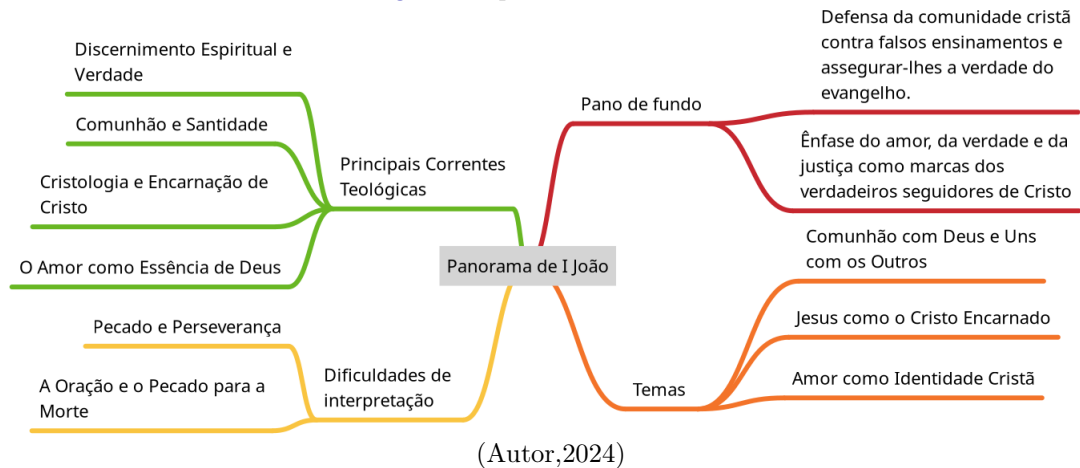 Discernimento Espiritual e
Verdade
Comunhão e Santidade
Cristologia e Encarnação de
Cristo
O Amor como Essência de Deus
Principais Correntes
Teológicas
Pecado e Perseverança
A Oração e o Pecado para a
Morte
Dificuldades de
interpretação
Panorama de I João
Pano de fundo
Defensa da comunidade cristã
contra falsos ensinamentos e
assegurar-lhes a verdade do
evangelho.
Ênfase do amor, da verdade e da
justiça como marcas dos
verdadeiros seguidores de Cristo
Temas
Comunhão com Deus e Uns
com os Outros
Jesus como o Cristo Encarnado
Amor como Identidade Cristã
(Autor,2024)